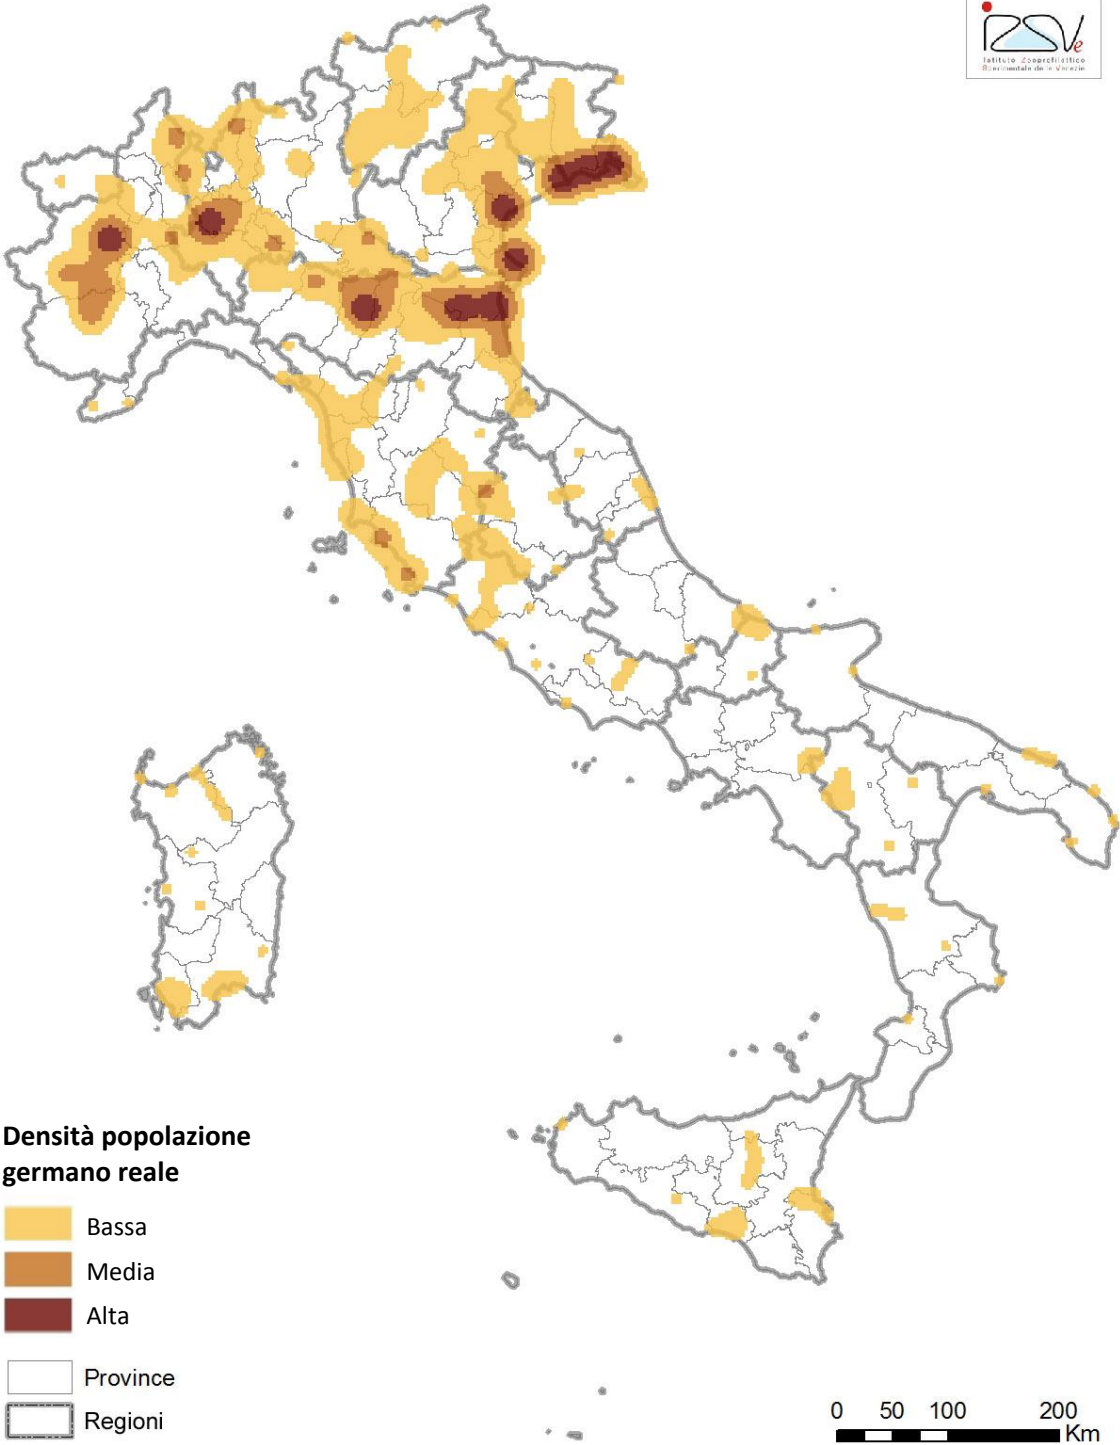 IZSVe
Istituto Zooprofilattico
Sperimentale delle Venezie
Densità popolazione
germano reale
Bassa
Media
Alta
Province
Regioni
0 50 100 200
Km